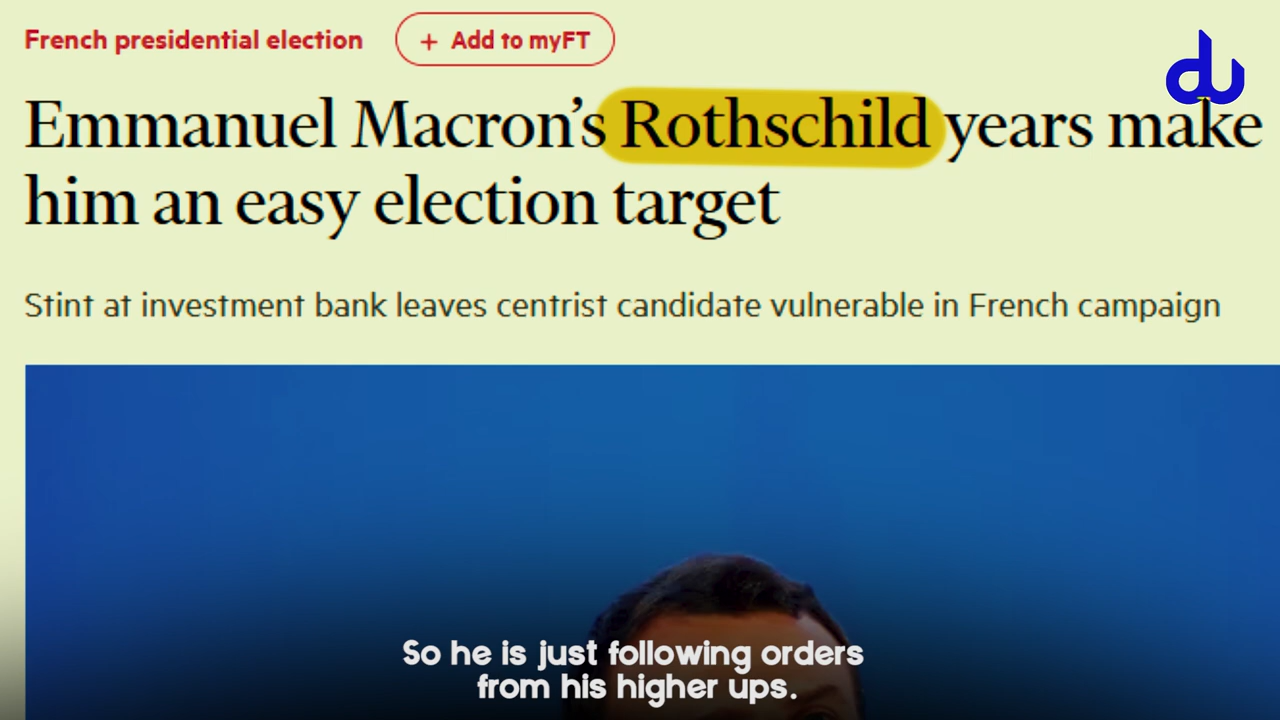 French presidential election
+ Add to myFT
du
Emmanuel Macron's Rothschild years make
him an easy election target
Stint at investment bank leaves centrist candidate vulnerable in French campaign
So he is just following orders
from his higher ups.